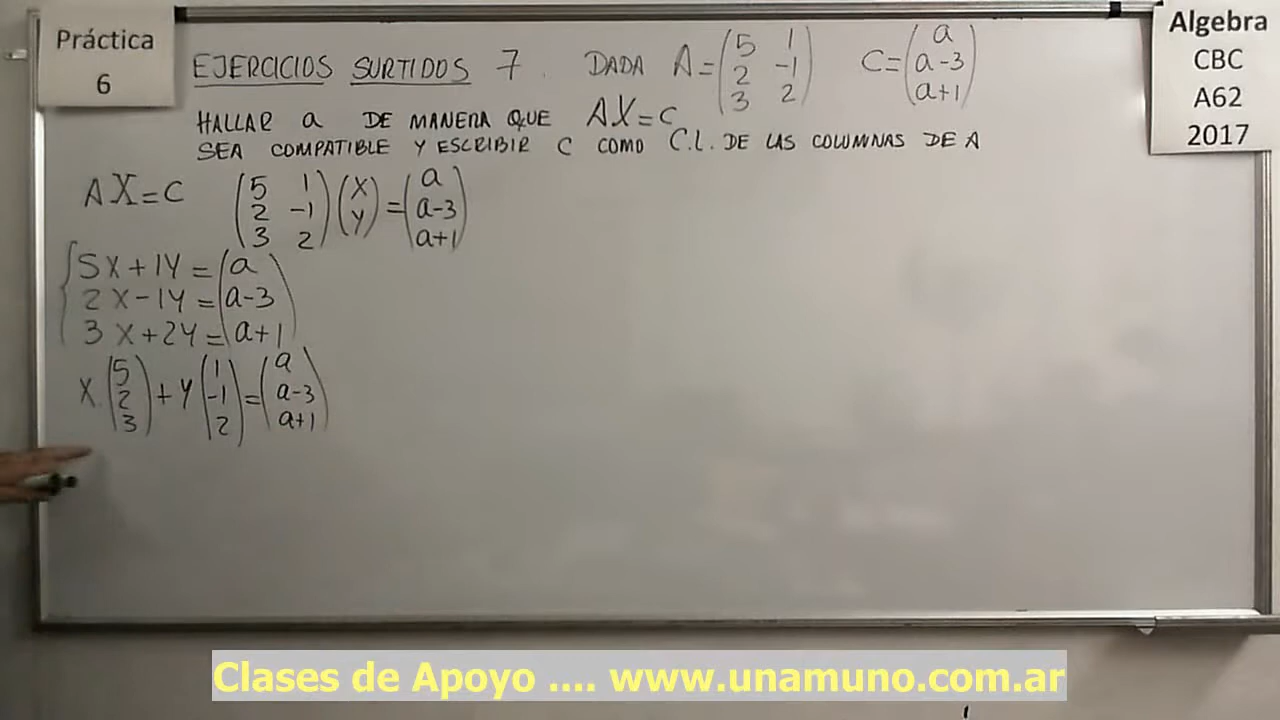 Práctica
6
EJERCICIOS SURTIDOS 7. DADA A = (5 1 / 2 -1 / 3 2) C = (a / a-3 / a+1)
HALLAR a DE MANERA QUE AX=C
SEA COMPATIBLE Y ESCRIBIR C COMO C.L. DE LAS COLUMNAS DE A
Algebra
CBC
A62
2017
AX=C (5 1 / 2 -1 / 3 2) (X / Y) = (a / a-3 / a+1)
5X+1Y = a
2X-1Y = a-3
3X+2Y = a+1
X. (5 / 2 / 3) + Y (1 / -1 / 2) = (a / a-3 / a+1)
Clases de Apoyo .... www.unamuno.com.ar